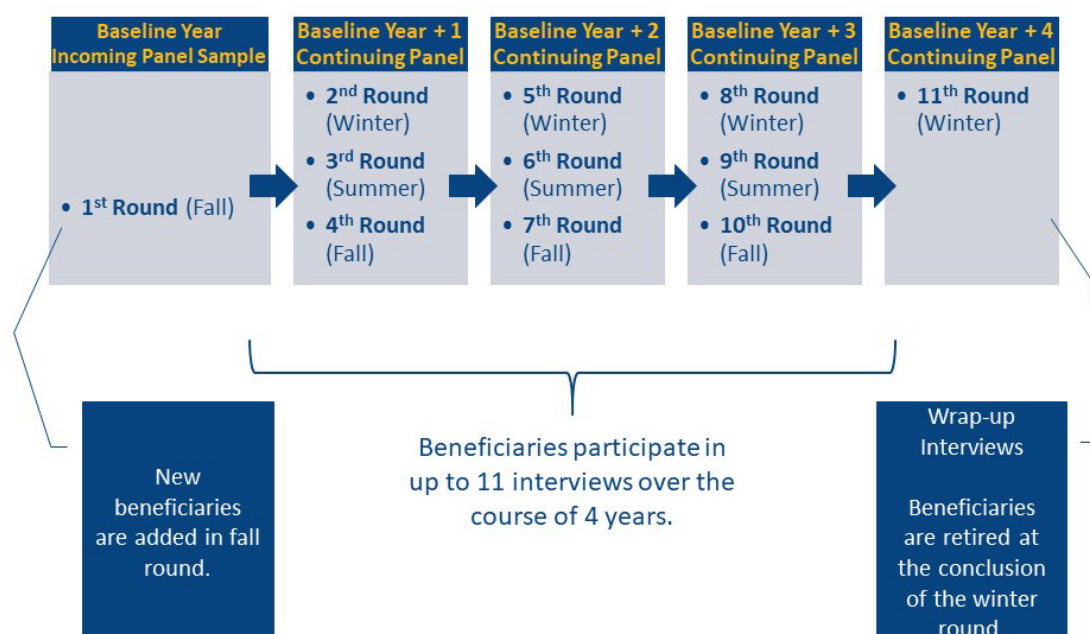 Baseline Year
Incoming Panel Sample
Baseline Year + 1
Continuing Panel
Baseline Year + 2
Continuing Panel
Baseline Year + 3
Continuing Panel
Baseline Year + 4
Continuing Panel
• 1st Round (Fall)
• 2nd Round
(Winter)
• 3rd Round
(Summer)
• 4th Round
(Fall)
• 5th Round
(Winter)
• 6th Round
(Summer)
• 7th Round
(Fall)
• 8th Round
(Winter)
• 9th Round
(Summer)
• 10th Round
(Fall)
• 11th Round
(Winter)
New
beneficiaries
are added in fall
round.
Beneficiaries participate in
up to 11 interviews over the
course of 4 years.
Wrap-up
Interviews
Beneficiaries
are retired at
the conclusion
of the winter
round